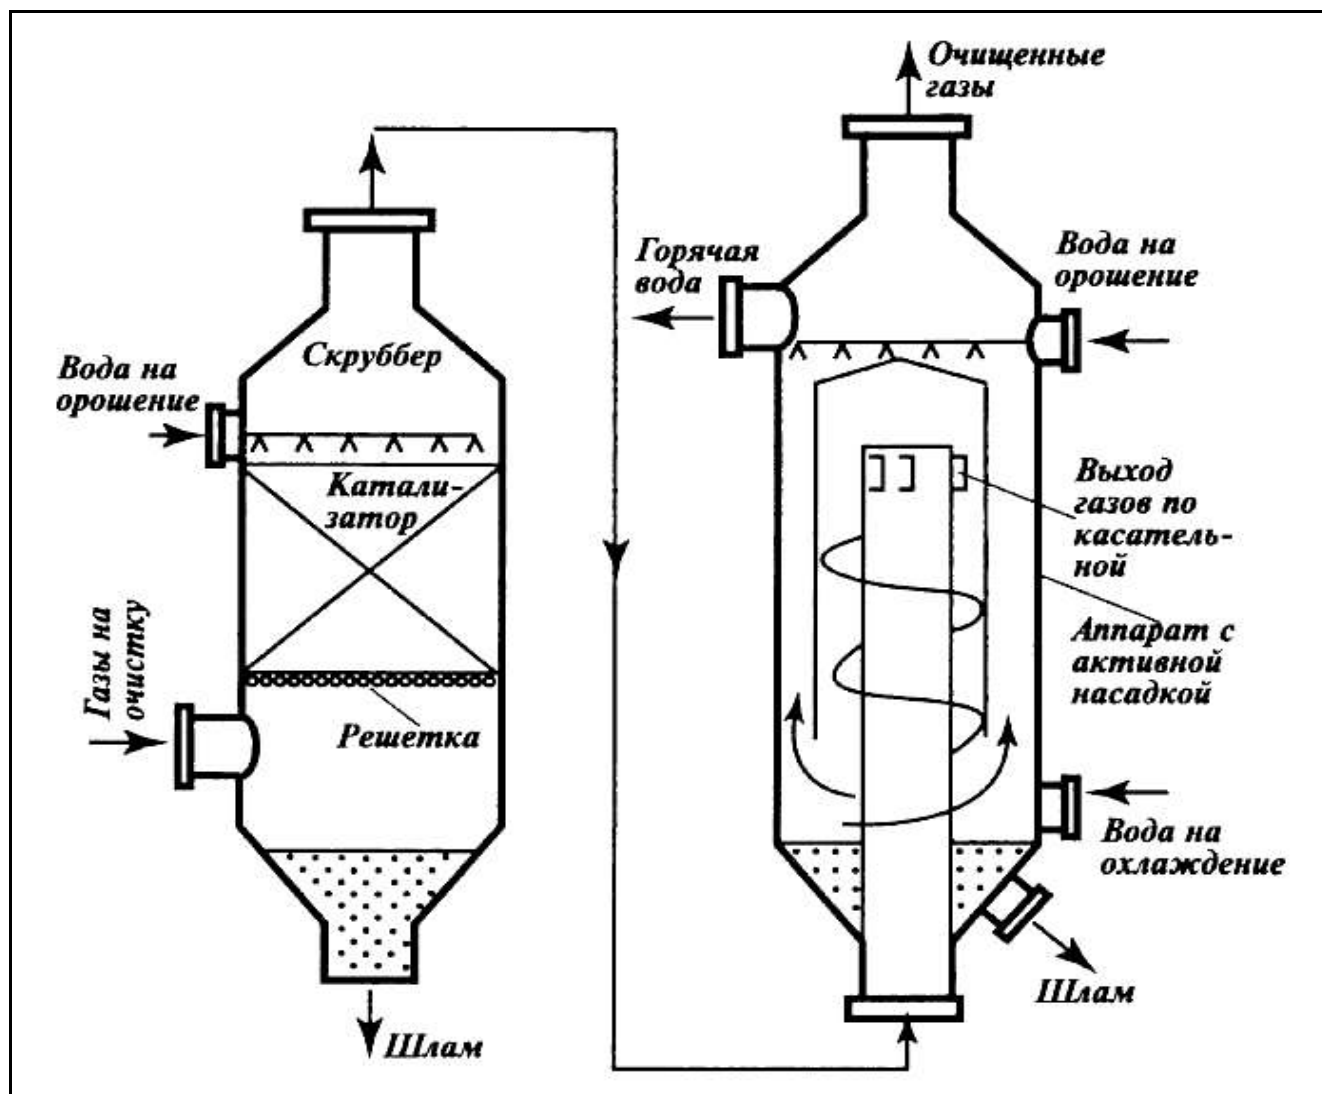 Очищенные
газы
Горячая
вода
Вода на
орошение
Скруббер
Вода на
орошение
Катали-
затор
Выход
газов по
касатель-
ной
Газы на
очистку
Аппарат с
активной
насадкой
Решетка
Вода на
охлаждение
Шлам
Шлам